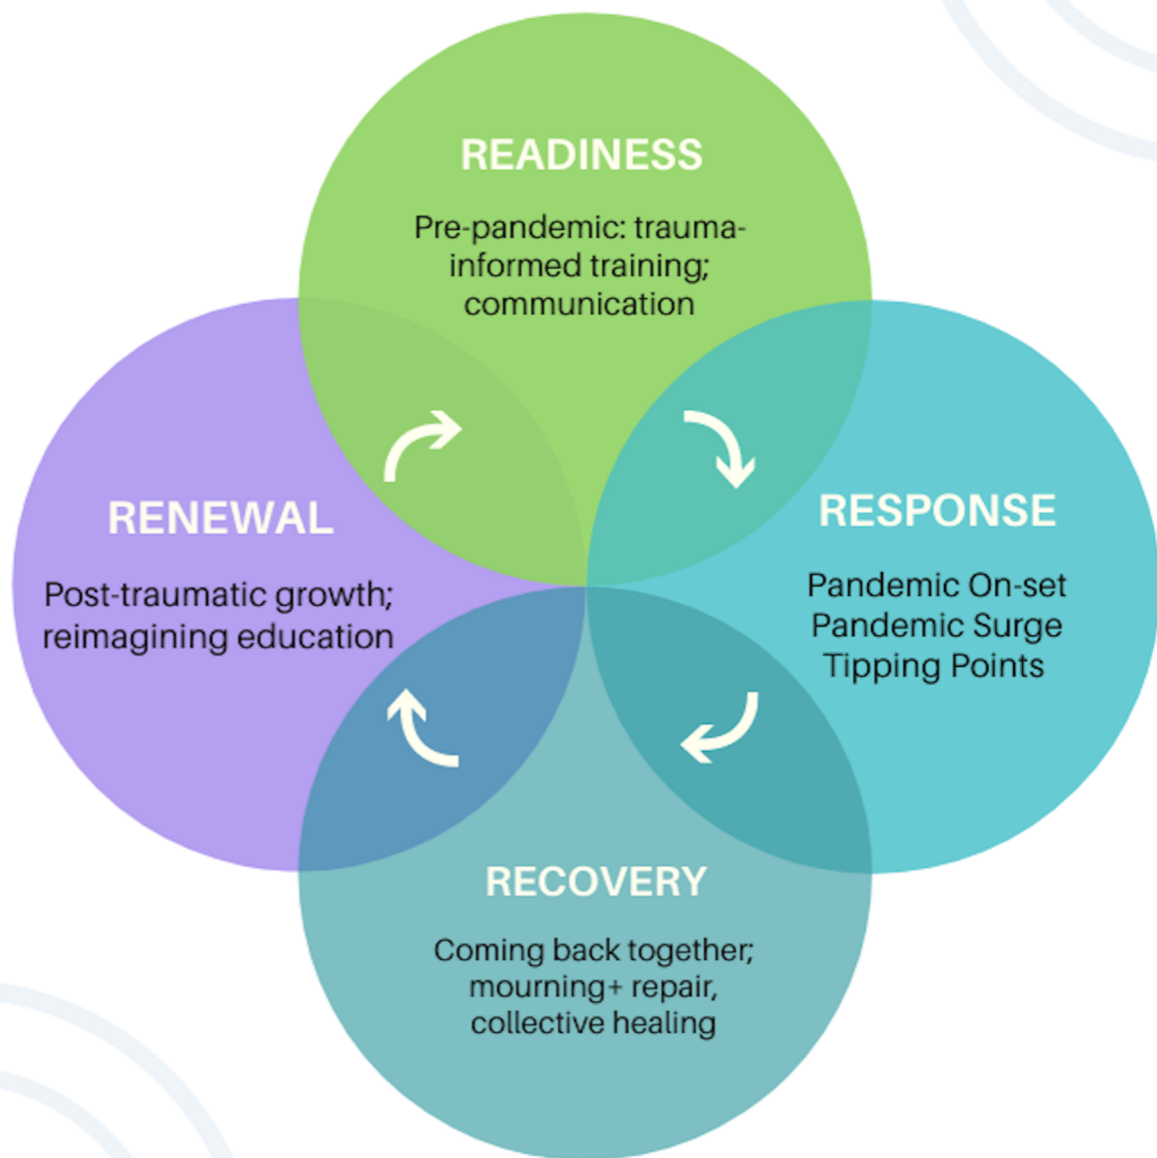 READINESS
Pre-pandemic: trauma-
informed training;
communication
RENEWAL
Post-traumatic growth;
reimagining education
RESPONSE
Pandemic On-set
Pandemic Surge
Tipping Points
RECOVERY
Coming back together;
mourning+ repair,
collective healing